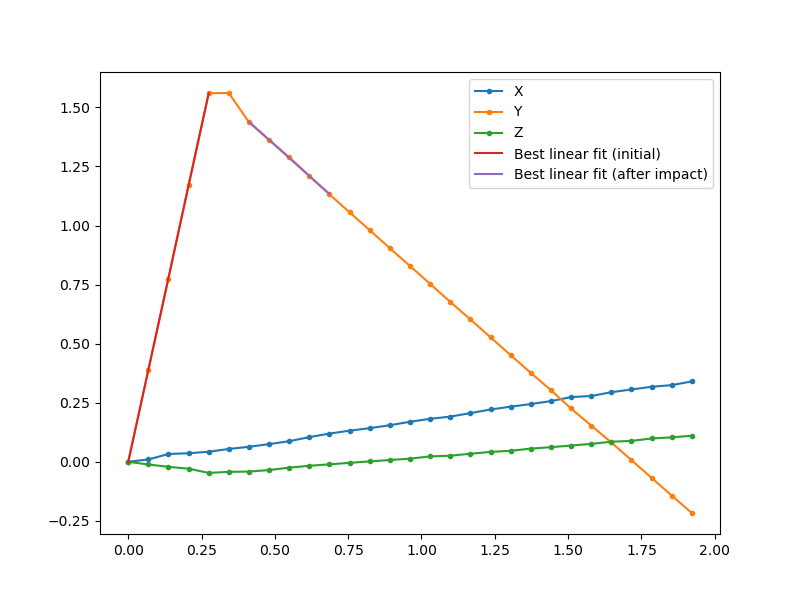 X
Y
Z
Best linear fit (initial)
Best linear fit (after impact)
1.50
1.25
1.00
0.75
0.50
0.25
0.00
−0.25
0.00 0.25 0.50 0.75 1.00 1.25 1.50 1.75 2.00